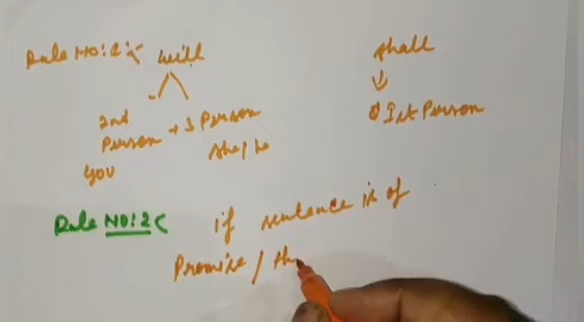 Rule NO: 2 :- will
shall
2nd
Person + 3 Person
You
she/he
1st Person
Rule NO: 2 (
if sentence is of
Promise / th